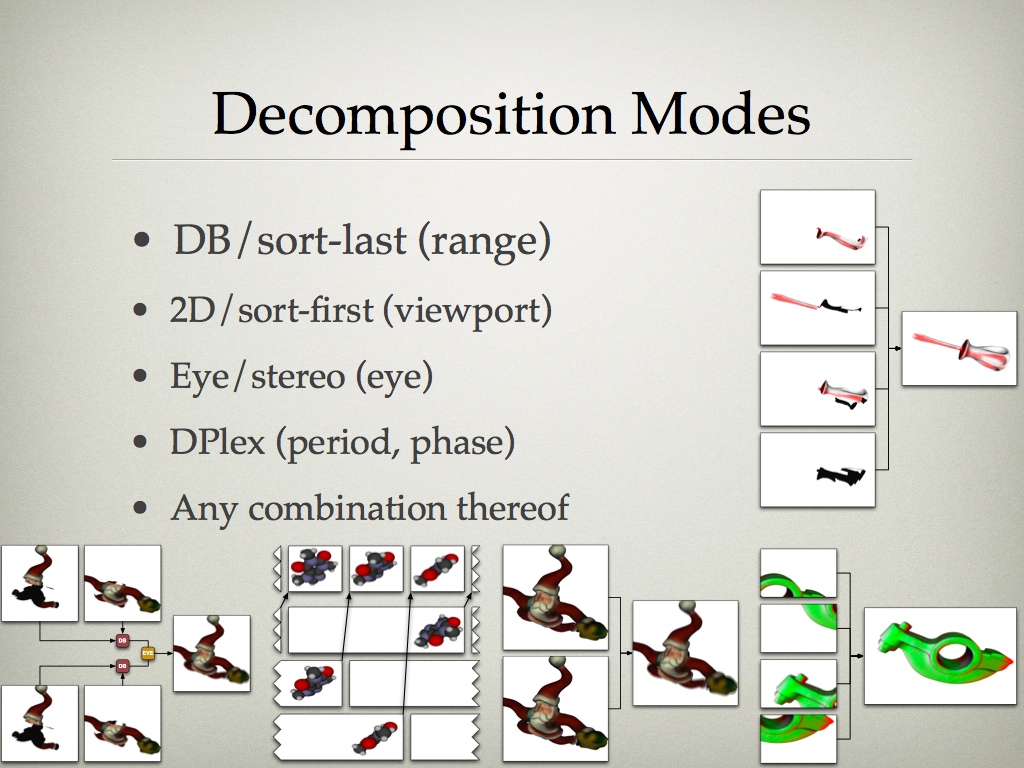 Decomposition Modes
• DB/sort-last (range)
• 2D/sort-first (viewport)
• Eye/stereo (eye)
• DPlex (period, phase)
• Any combination thereof
DB
EYE
DB